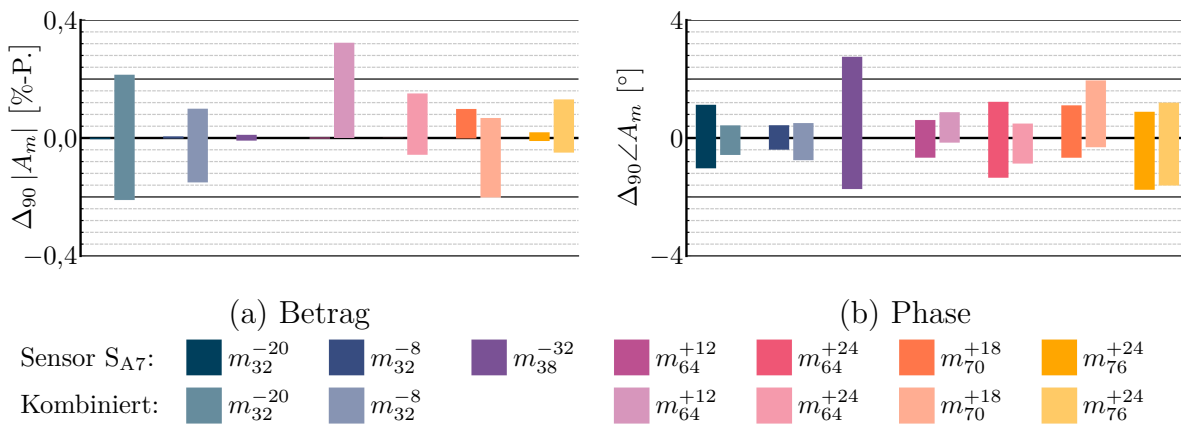 0,4
0,0
−0,4
Δ₉₀ |Aₘ| [%-P.]
4
0
−4
Δ₉₀∠Aₘ [°]
(a) Betrag
(b) Phase
Sensor S_A7: m₃₂⁻²⁰ m₃₂⁻⁸ m₃₈⁻³² m₆₄⁺¹² m₆₄⁺²⁴ m₇₀⁺¹⁸ m₇₆⁺²⁴
Kombiniert: m₃₂⁻²⁰ m₃₂⁻⁸ m₆₄⁺¹² m₆₄⁺²⁴ m₇₀⁺¹⁸ m₇₆⁺²⁴